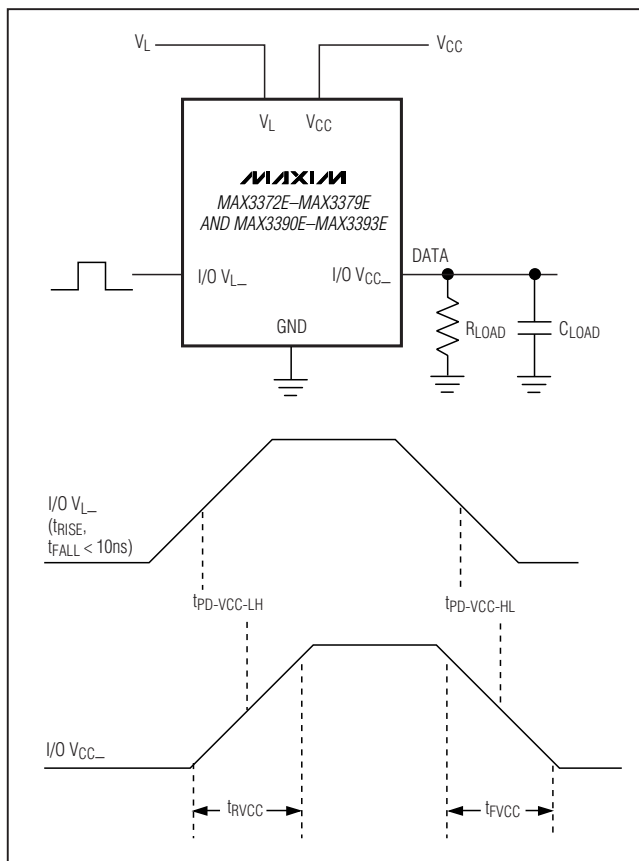 VL
VCC
VL
VCC
MAXIM
MAX3372E–MAX3379E
AND MAX3390E–MAX3393E
DATA
I/O VL_
I/O VCC_
GND
RLOAD
CLOAD
I/O VL_
(tRISE,
tFALL < 10ns)
tPD-VCC-LH
tPD-VCC-HL
I/O VCC_
tRVCC
tFVCC